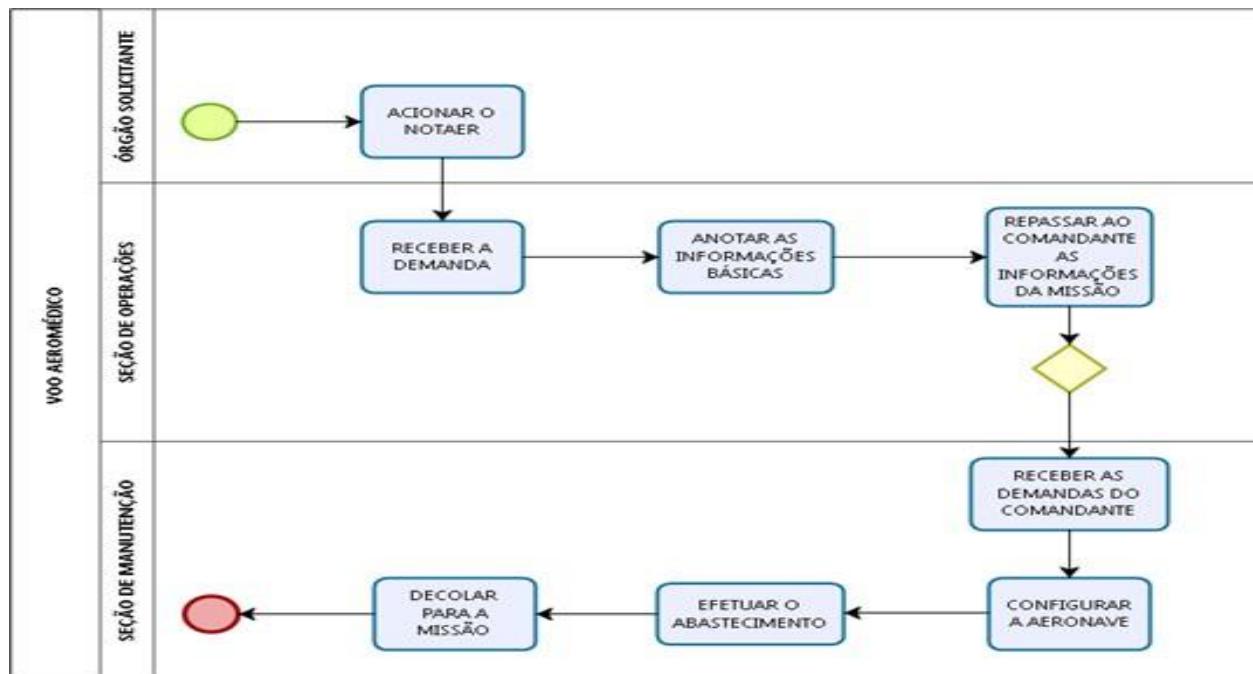 VOO AEROMÉDICO
ÓRGÃO SOLICITANTE
ACIONAR O
NOTAER
SEÇÃO DE OPERAÇÕES
RECEBER A
DEMANDA
ANOTAR AS
INFORMAÇÕES
BÁSICAS
REPASSAR AO
COMANDANTE
AS
INFORMAÇÕES
DA MISSÃO
SEÇÃO DE MANUTENÇÃO
RECEBER AS
DEMANDAS DO
COMANDANTE
CONFIGURAR
A AERONAVE
EFETUAR O
ABASTECIMENTO
DECOLAR
PARA A
MISSÃO